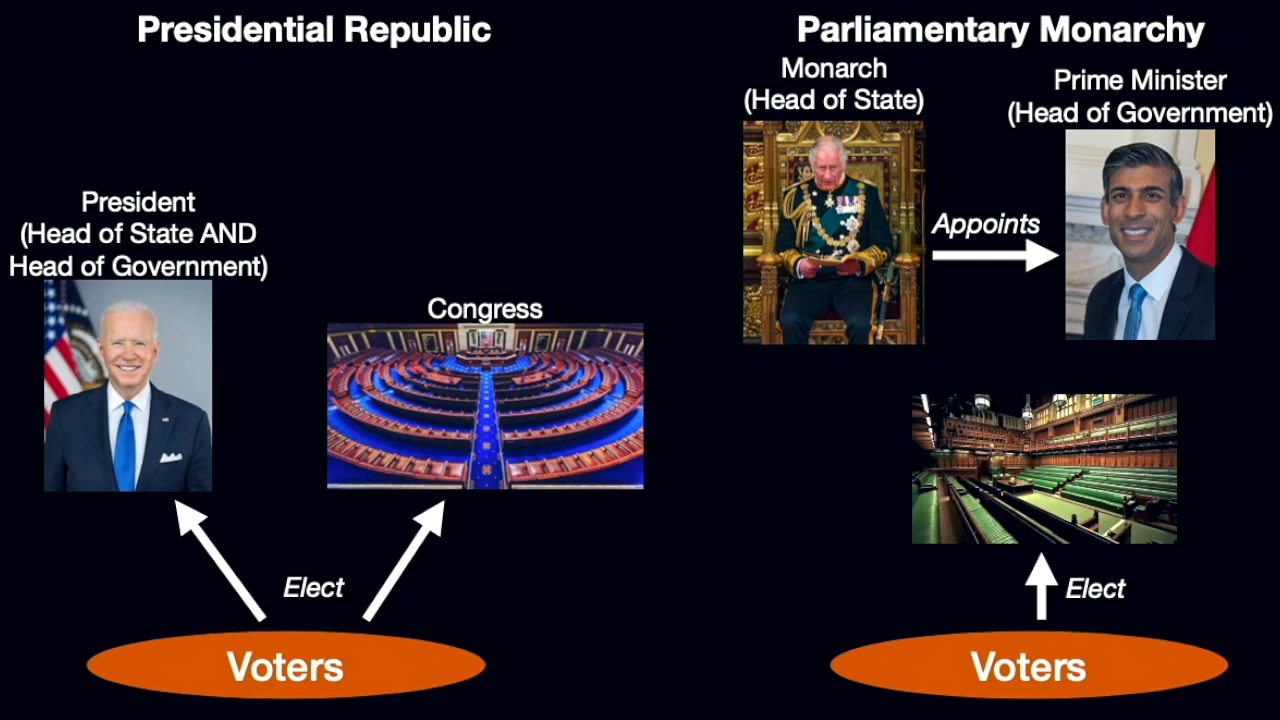 Presidential Republic
President
(Head of State AND
Head of Government)
Congress
Elect
Voters
Parliamentary Monarchy
Monarch
(Head of State)
Prime Minister
(Head of Government)
Appoints
Elect
Voters